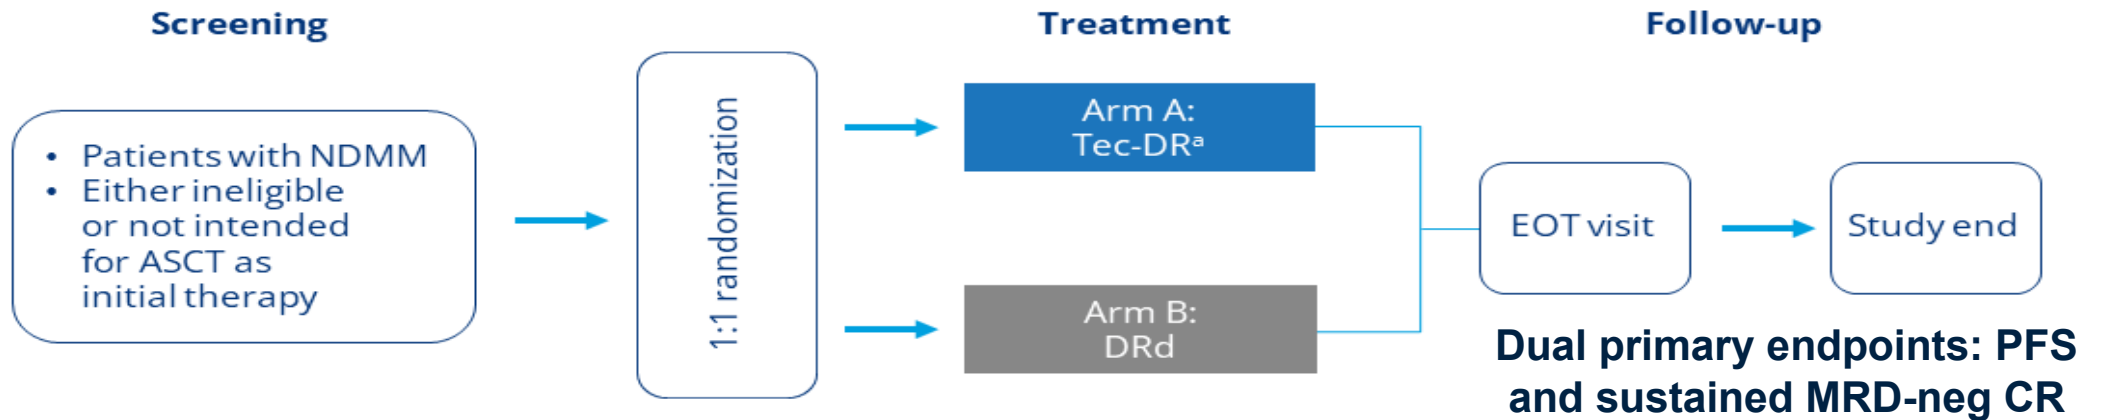 Screening
Treatment
Follow-up
• Patients with NDMM
• Either ineligible
or not intended
for ASCT as
initial therapy
1:1 randomization
Arm A:
Tec-DRᵃ
Arm B:
DRd
EOT visit
Study end
Dual primary endpoints: PFS
and sustained MRD-neg CR